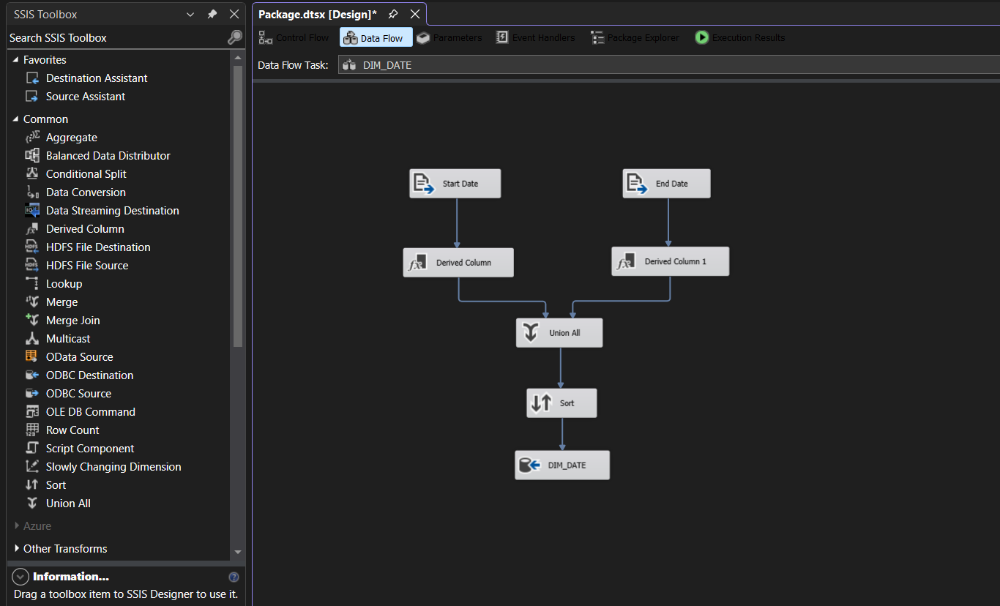 SSIS Toolbox
Search SSIS Toolbox
Favorites
Destination Assistant
Source Assistant
Common
Aggregate
Balanced Data Distributor
Conditional Split
Data Conversion
Data Streaming Destination
Derived Column
HDFS File Destination
HDFS File Source
Lookup
Merge
Merge Join
Multicast
OData Source
ODBC Destination
ODBC Source
OLE DB Command
Row Count
Script Component
Slowly Changing Dimension
Sort
Union All
Azure
Other Transforms
Information...
Drag a toolbox item to SSIS Designer to use it.
Package.dtsx [Design]*
Control Flow Data Flow Parameters Event Handlers Package Explorer Execution Results
Data Flow Task: DIM_DATE
Start Date End Date
Derived Column Derived Column 1
Union All
Sort
DIM_DATE